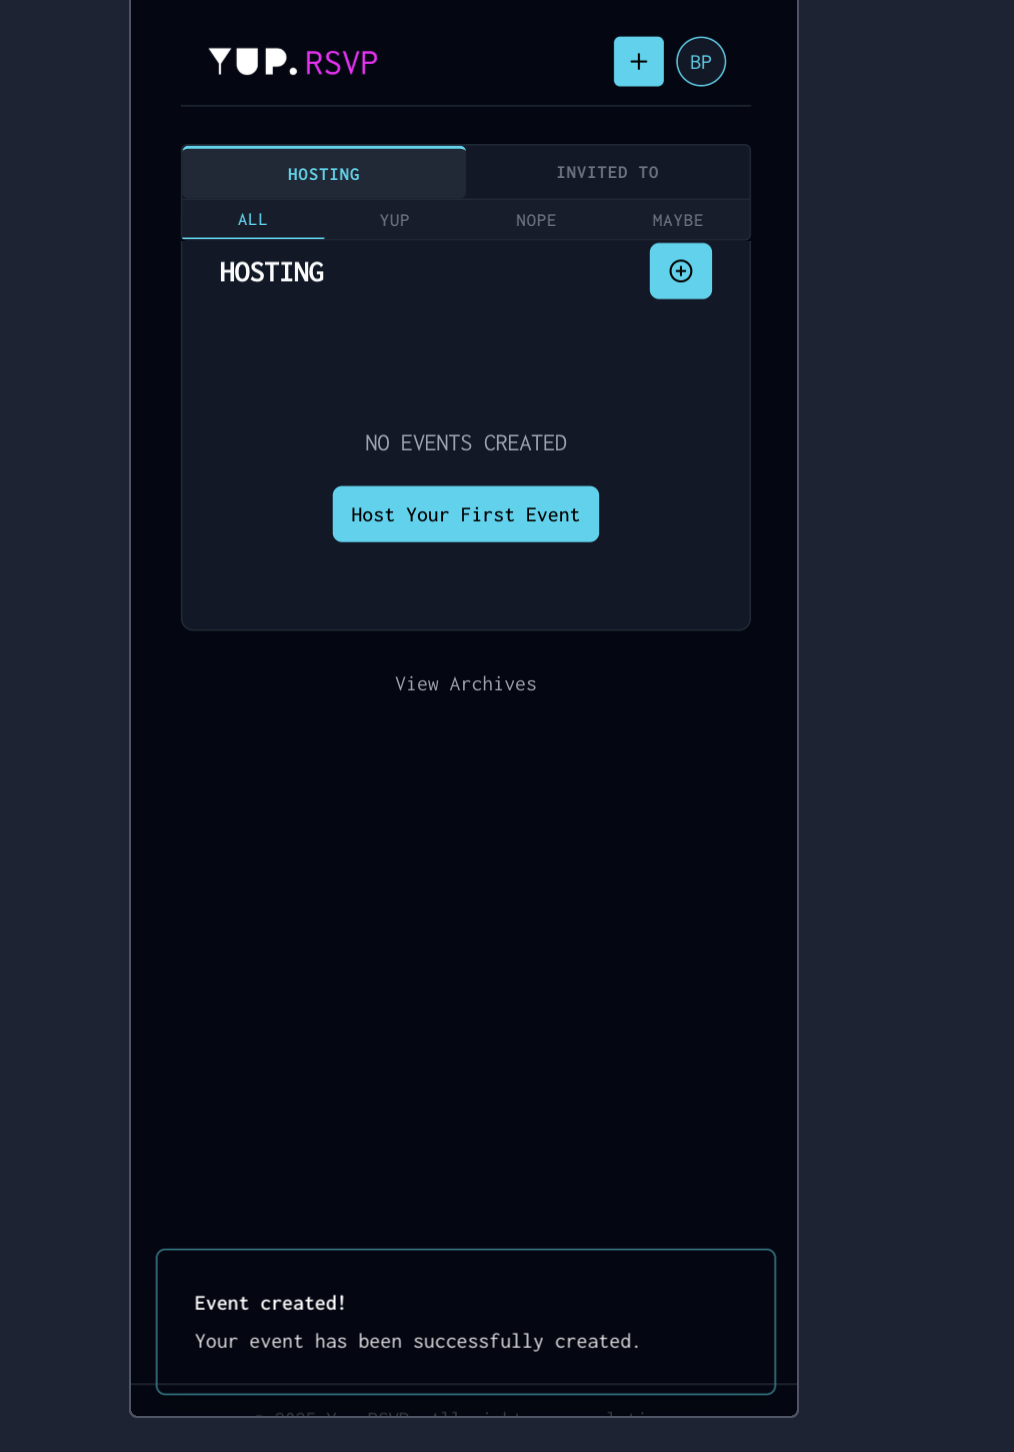 YUP.RSVP + BP
HOSTING INVITED TO
ALL YUP NOPE MAYBE
HOSTING
NO EVENTS CREATED
Host Your First Event
View Archives
Event created!
Your event has been successfully created.